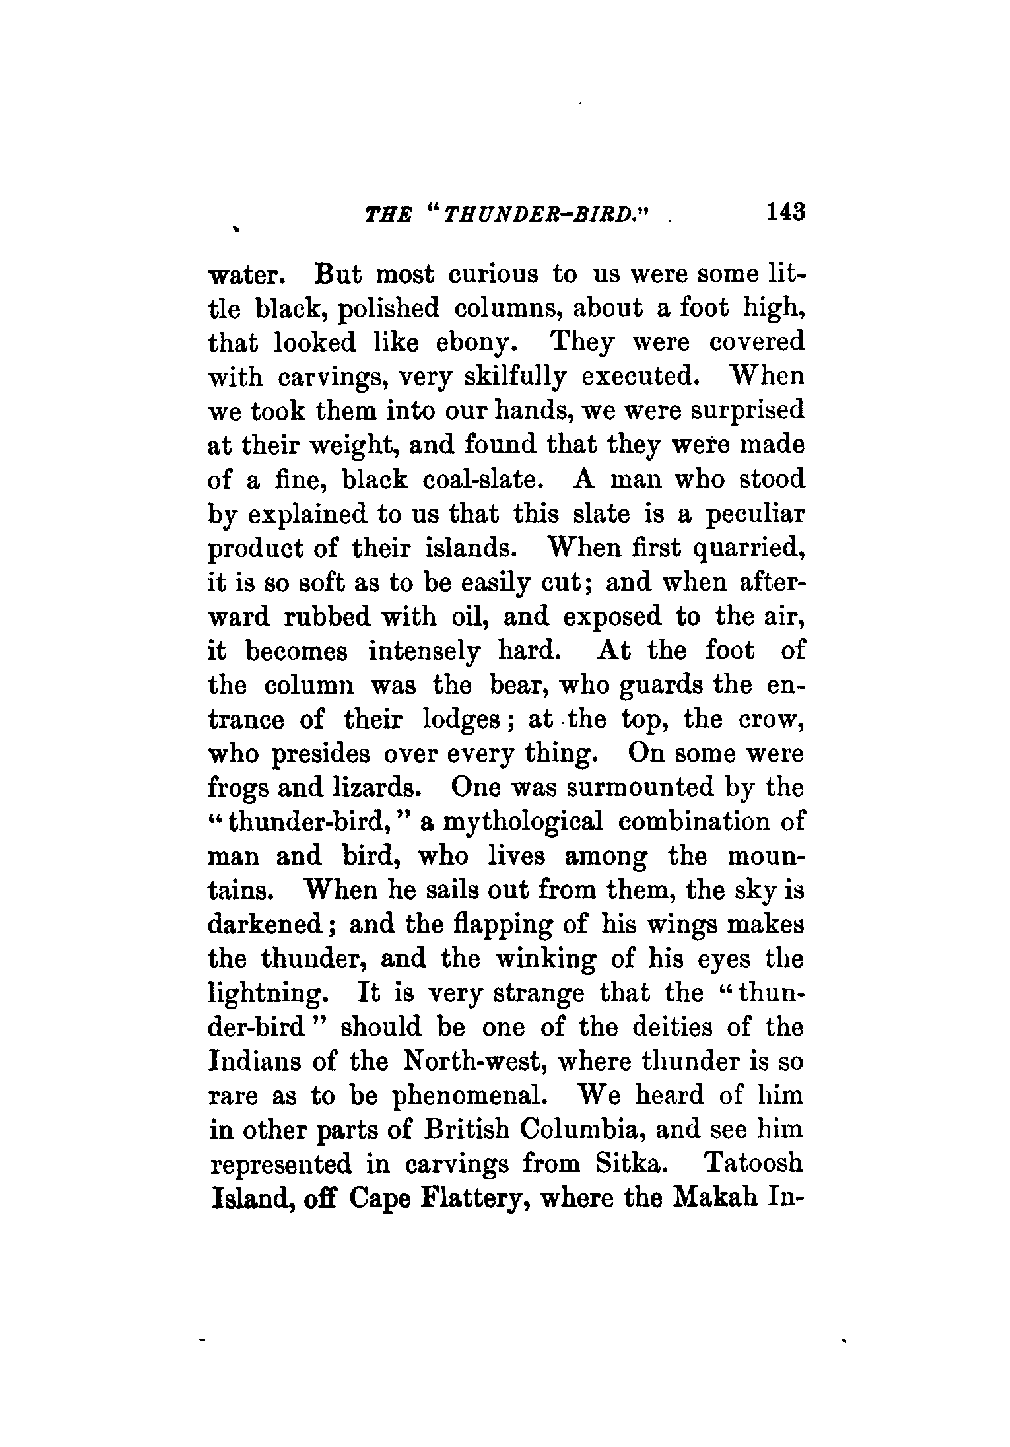 THE "THUNDER-BIRD." 143
water. But most curious to us were some lit-
tle black, polished columns, about a foot high,
that looked like ebony. They were covered
with carvings, very skilfully executed. When
we took them into our hands, we were surprised
at their weight, and found that they were made
of a fine, black coal-slate. A man who stood
by explained to us that this slate is a peculiar
product of their islands. When first quarried,
it is so soft as to be easily cut; and when after-
ward rubbed with oil, and exposed to the air,
it becomes intensely hard. At the foot of
the column was the bear, who guards the en-
trance of their lodges; at the top, the crow,
who presides over every thing. On some were
frogs and lizards. One was surmounted by the
"thunder-bird," a mythological combination of
man and bird, who lives among the moun-
tains. When he sails out from them, the sky is
darkened; and the flapping of his wings makes
the thunder, and the winking of his eyes the
lightning. It is very strange that the "thun-
der-bird" should be one of the deities of the
Indians of the North-west, where thunder is so
rare as to be phenomenal. We heard of him
in other parts of British Columbia, and see him
represented in carvings from Sitka. Tatoosh
Island, off Cape Flattery, where the Makah In-